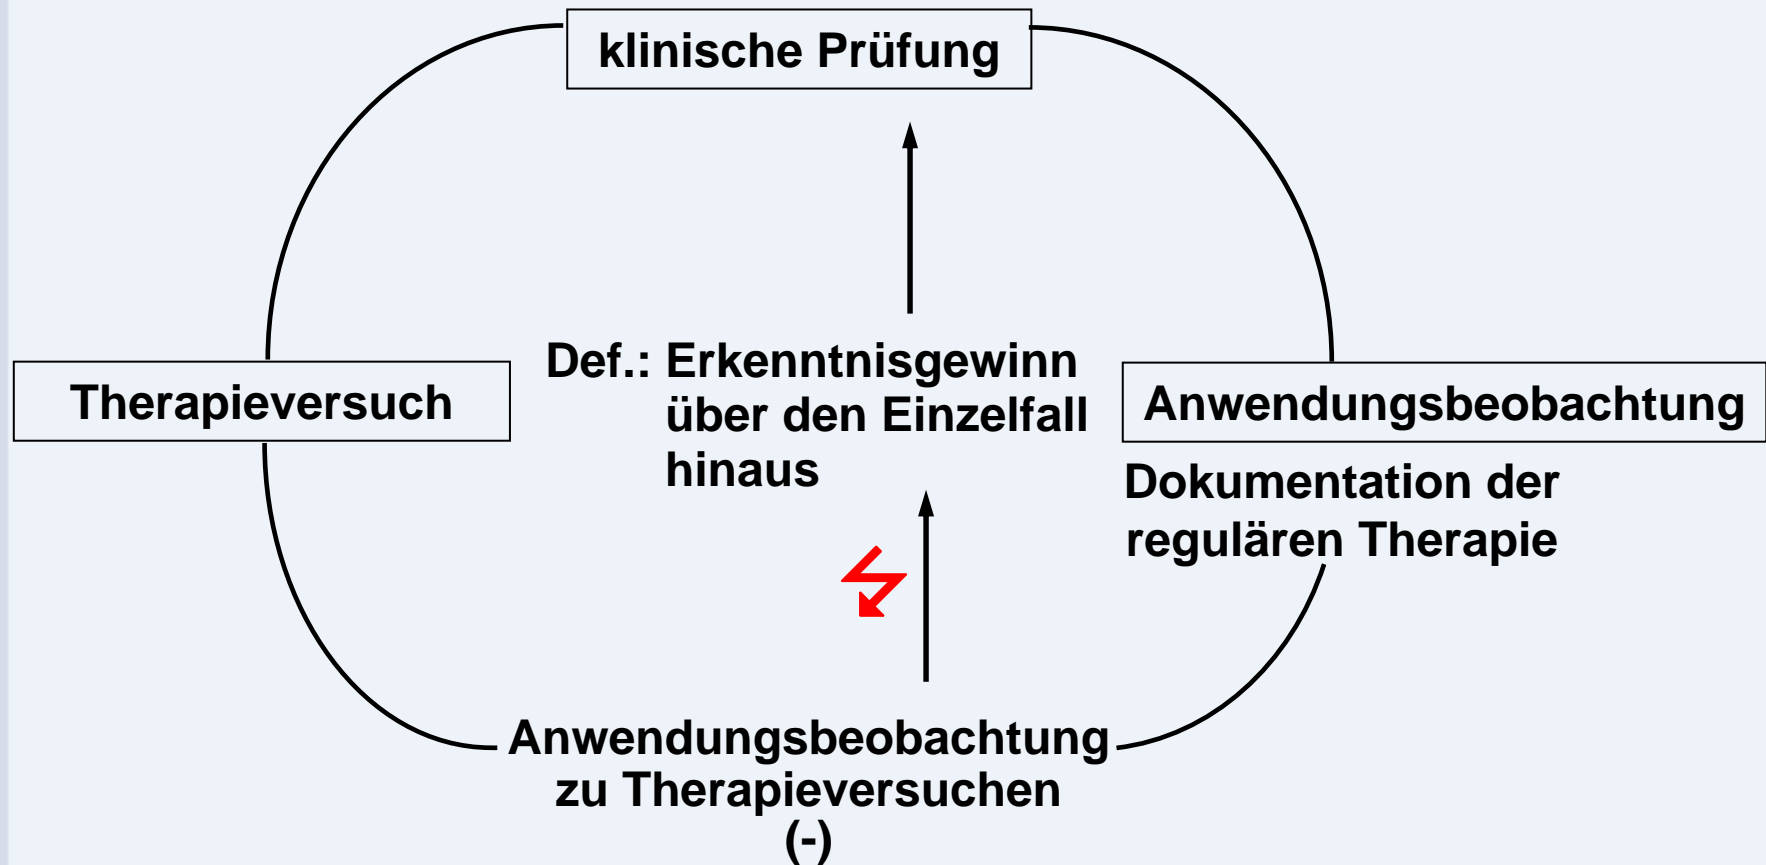 klinische Prüfung
Therapieversuch
Def.: Erkenntnisgewinn
über den Einzelfall
hinaus
Anwendungsbeobachtung
Dokumentation der
regulären Therapie
Anwendungsbeobachtung
zu Therapieversuchen
(-)